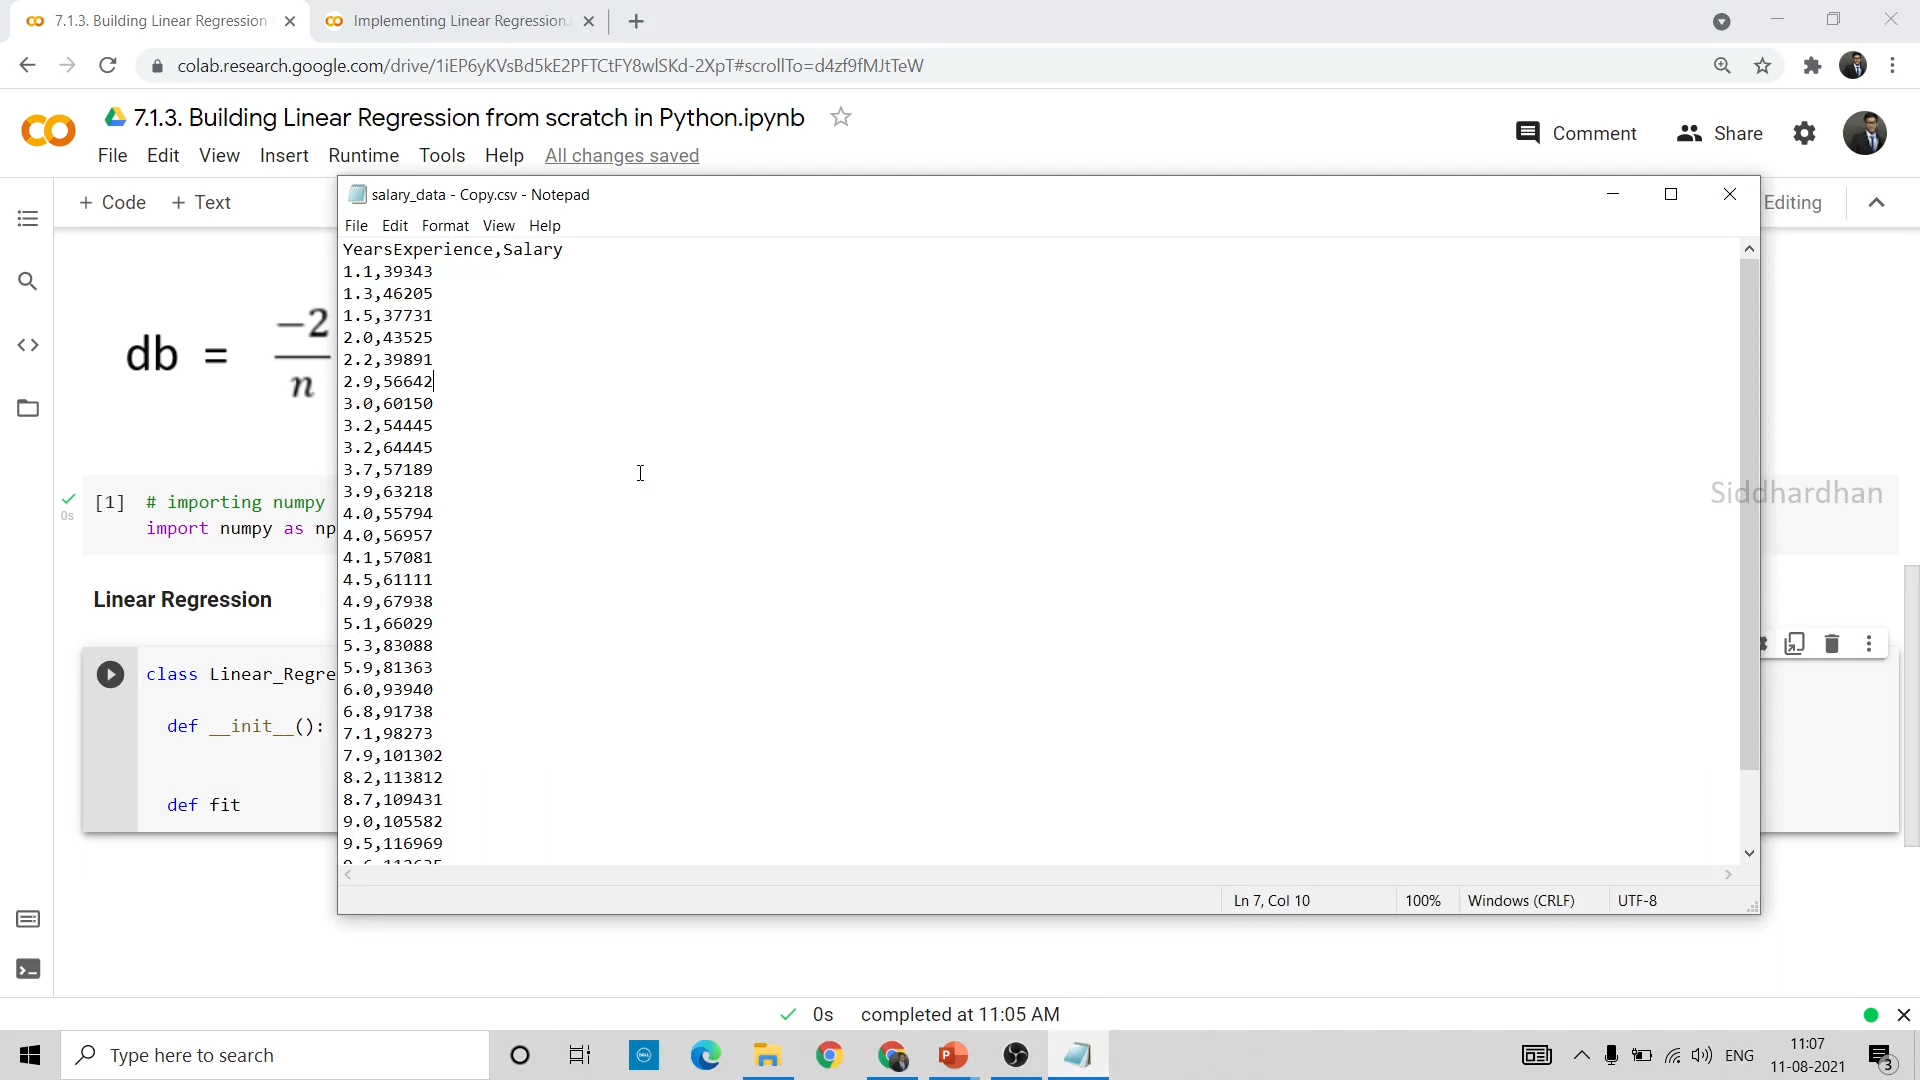 7.1.3. Building Linear Regression
Implementing Linear Regression.
colab.research.google.com/drive/1iEP6yKVsBd5kE2PFTCtFY8wlSKd-2XpT#scrollTo=d4zf9fMJtTeW
7.1.3. Building Linear Regression from scratch in Python.ipynb
Comment
Share
File Edit View Insert Runtime Tools Help All changes saved
+ Code + Text
Editing
salary_data - Copy.csv - Notepad
File Edit Format View Help
YearsExperience,Salary
1.1,39343
1.3,46205
1.5,37731
2.0,43525
2.2,39891
2.9,56642
3.0,60150
3.2,54445
3.2,64445
3.7,57189
3.9,63218
4.0,55794
4.0,56957
4.1,57081
4.5,61111
4.9,67938
5.1,66029
5.3,83088
5.9,81363
6.0,93940
6.8,91738
7.1,98273
7.9,101302
8.2,113812
8.7,109431
9.0,105582
9.5,116969
Ln 7, Col 10
100%
Windows (CRLF)
UTF-8
db = −2
n
Siddhardhan
0s
[1] # importing numpy
import numpy as np
Linear Regression
class Linear_Regre
def __init__():
def fit
0s completed at 11:05 AM
Type here to search
DELL
ENG
11:07
11-08-2021
3